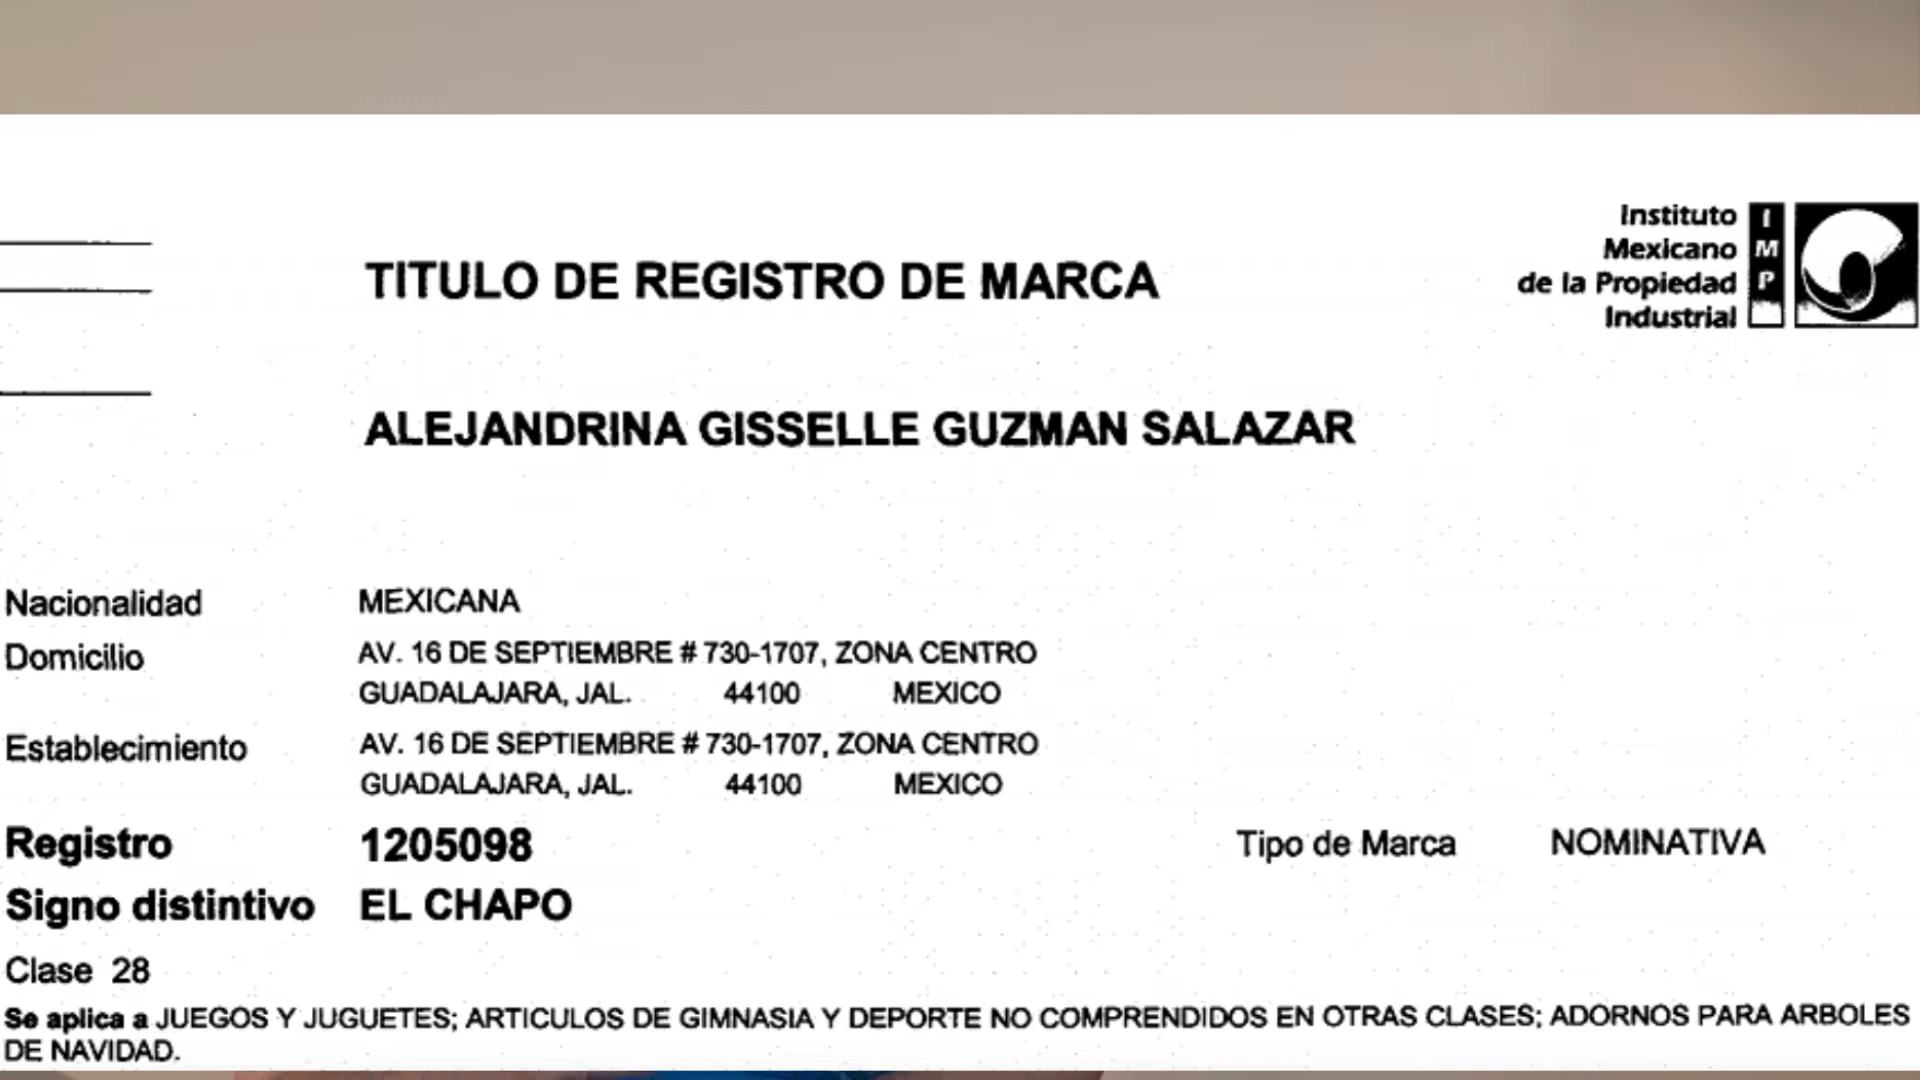 Instituto
Mexicano
de la Propiedad
Industrial
I
M
P
TITULO DE REGISTRO DE MARCA
ALEJANDRINA GISSELLE GUZMAN SALAZAR
Nacionalidad MEXICANA
Domicilio AV. 16 DE SEPTIEMBRE # 730-1707, ZONA CENTRO
GUADALAJARA, JAL. 44100 MEXICO
Establecimiento AV. 16 DE SEPTIEMBRE # 730-1707, ZONA CENTRO
GUADALAJARA, JAL. 44100 MEXICO
Registro 1205098 Tipo de Marca NOMINATIVA
Signo distintivo EL CHAPO
Clase 28
Se aplica a JUEGOS Y JUGUETES; ARTICULOS DE GIMNASIA Y DEPORTE NO COMPRENDIDOS EN OTRAS CLASES; ADORNOS PARA ARBOLES
DE NAVIDAD.